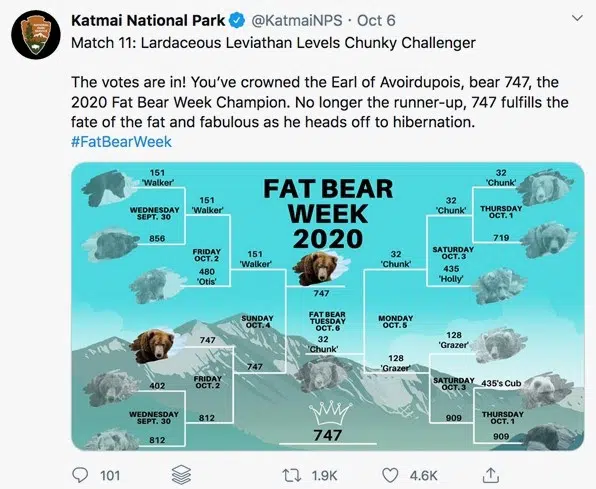 Katmai National Park @KatmaiNPS · Oct 6
Match 11: Lardaceous Leviathan Levels Chunky Challenger
The votes are in! You’ve crowned the Earl of Avoirdupois, bear 747, the
2020 Fat Bear Week Champion. No longer the runner-up, 747 fulfills the
fate of the fat and fabulous as he heads off to hibernation.
#FatBearWeek
FAT BEAR
WEEK
2020
151
'Walker'
WEDNESDAY
SEPT. 30
856
151
'Walker'
FRIDAY
OCT. 2
480
'Otis'
151
'Walker'
SUNDAY
OCT. 4
747
747
FRIDAY
OCT. 2
402
WEDNESDAY
SEPT. 30
812
812
747
FAT BEAR
TUESDAY
OCT. 6
32
'Chunk'
747
32
'Chunk'
MONDAY
OCT. 5
128
'Grazer'
32
'Chunk'
SATURDAY
OCT. 3
435
'Holly'
32
'Chunk'
THURSDAY
OCT. 1
719
128
'Grazer'
SATURDAY
OCT. 3
909
435's Cub
THURSDAY
OCT. 1
909
101
1.9K
4.6K